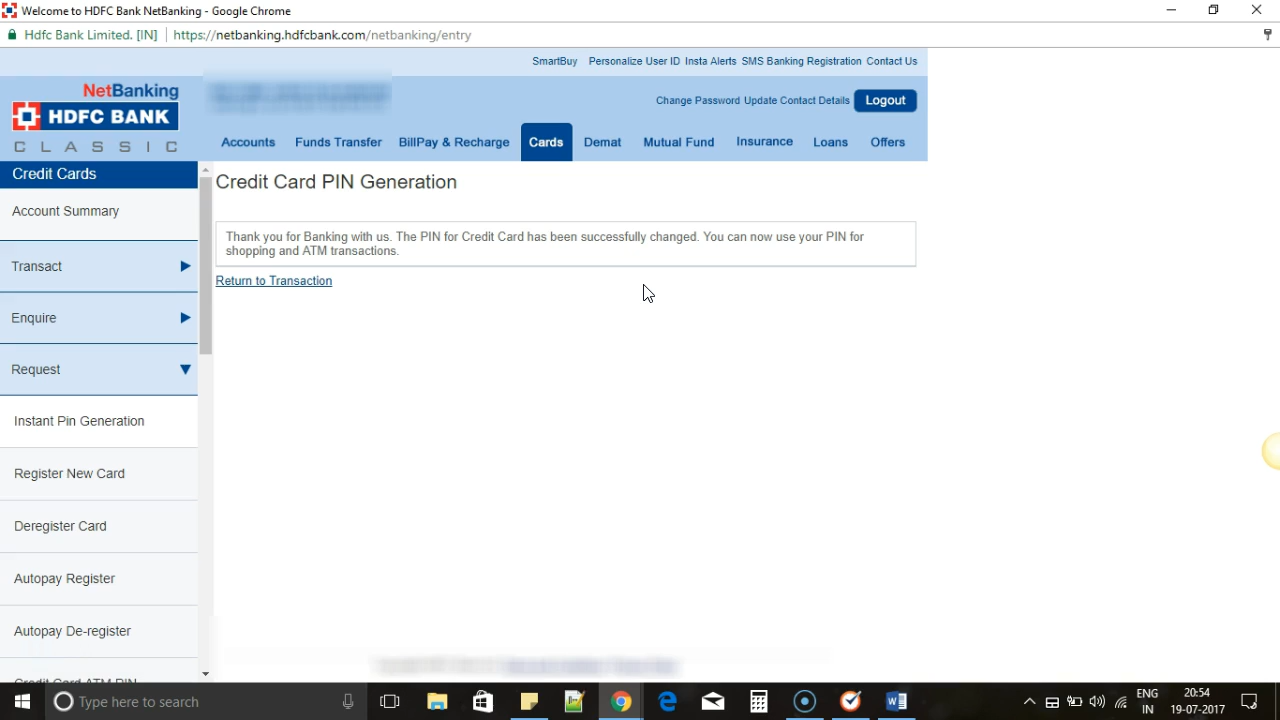 Welcome to HDFC Bank NetBanking - Google Chrome
Hdfc Bank Limited. [IN] https://netbanking.hdfcbank.com/netbanking/entry
SmartBuy Personalize User ID Insta Alerts SMS Banking Registration Contact Us
NetBanking
HDFC BANK
CLASSIC
Change Password Update Contact Details Logout
Accounts Funds Transfer BillPay & Recharge Cards Demat Mutual Fund Insurance Loans Offers
Credit Cards
Account Summary
Transact
Enquire
Request
Instant Pin Generation
Register New Card
Deregister Card
Autopay Register
Autopay De-register
Credit Card ATM PIN
Credit Card PIN Generation
Thank you for Banking with us. The PIN for Credit Card has been successfully changed. You can now use your PIN for
shopping and ATM transactions.
Return to Transaction
Type here to search
ENG
IN
20:54
19-07-2017